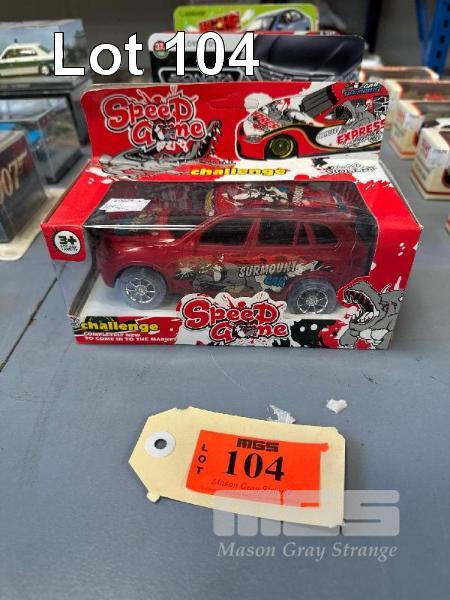 Lot 104
SpeeD
Game
EXPRESS
challenge
3+
SURMOUNT
SpeeD
Game
challenge
COMPLETELY NEW
TO COME IN TO THE MARKET
007
LOT
MGS
104
Mason Gray Strange
MGS
Mason Gray Strange